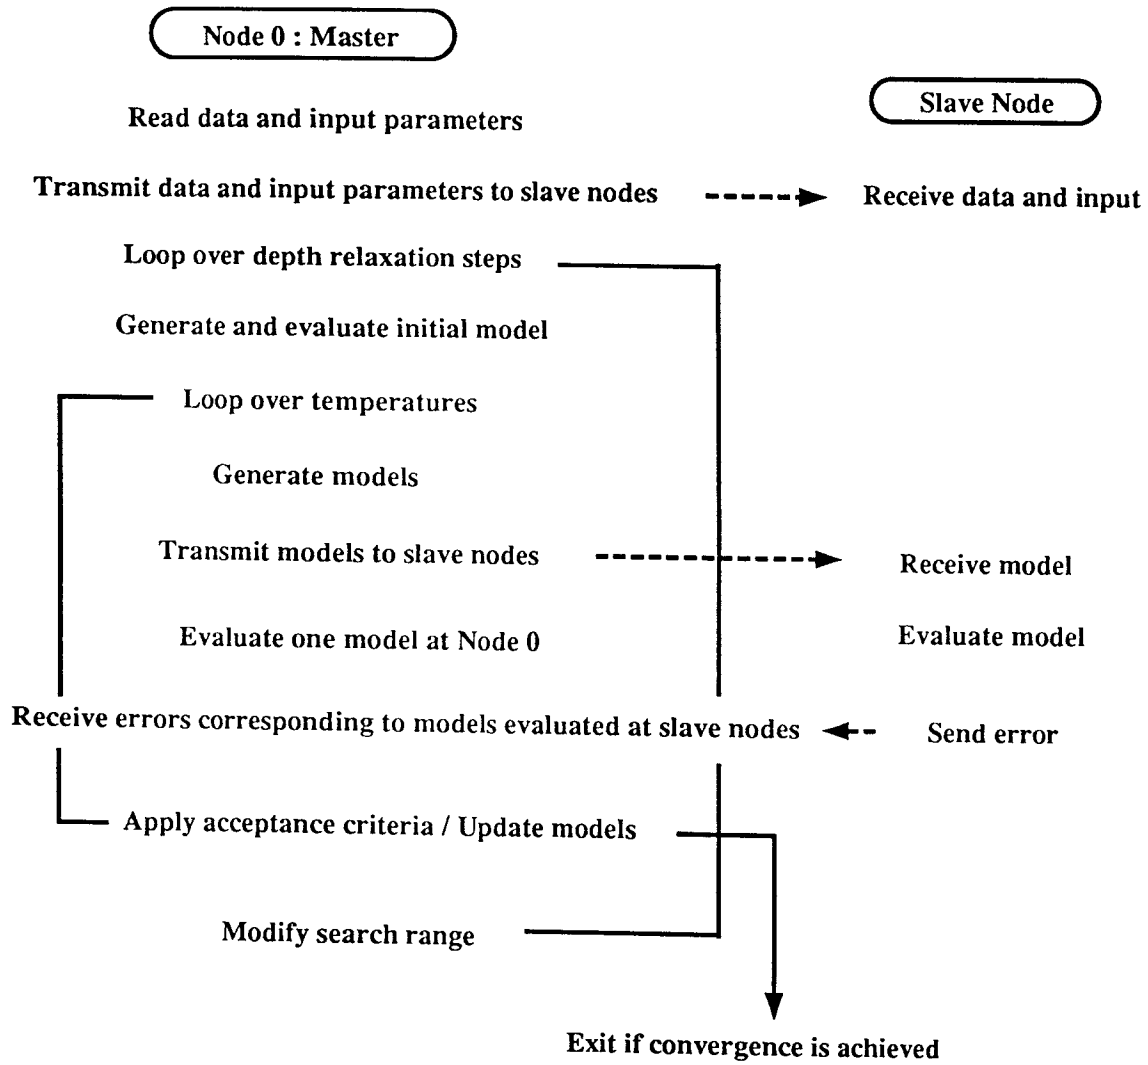 Node 0 : Master
Slave Node
Read data and input parameters
Transmit data and input parameters to slave nodes
Receive data and input
Loop over depth relaxation steps
Generate and evaluate initial model
Loop over temperatures
Generate models
Transmit models to slave nodes
Receive model
Evaluate one model at Node 0
Evaluate model
Receive errors corresponding to models evaluated at slave nodes
Send error
Apply acceptance criteria / Update models
Modify search range
Exit if convergence is achieved